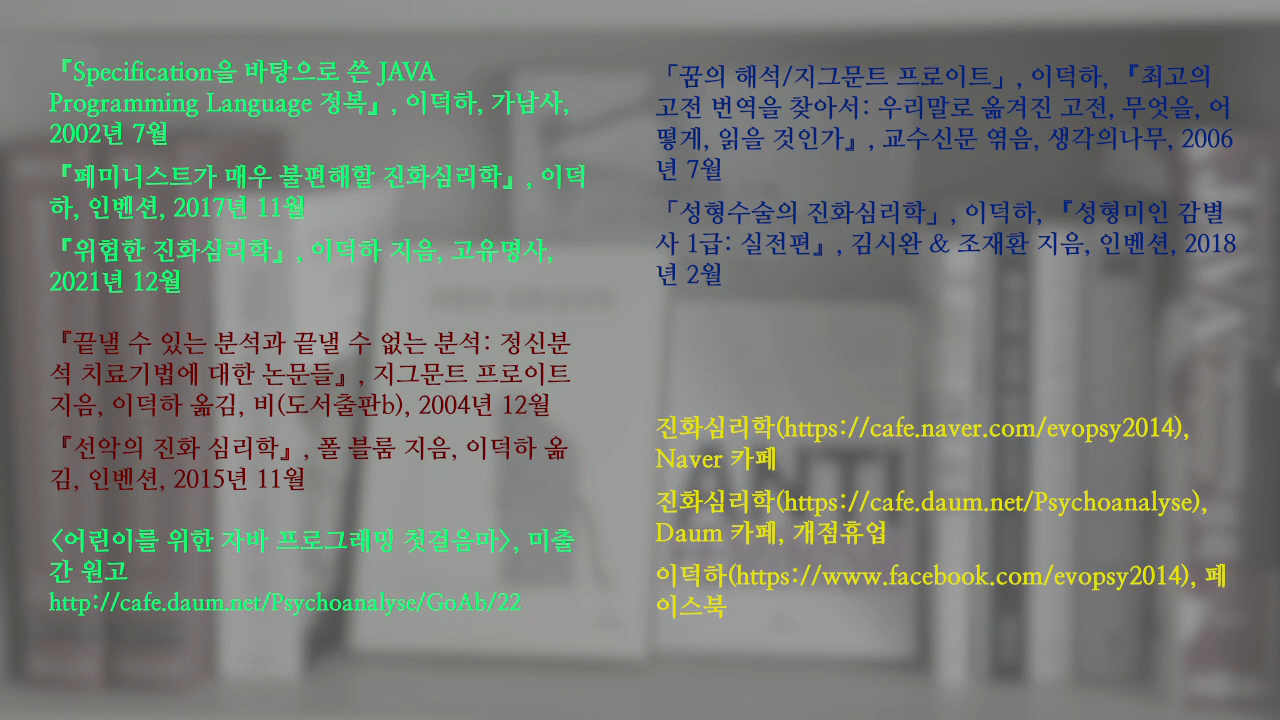 『Specification을 바탕으로 쓴 JAVA
Programming Language 정복』, 이덕하, 가남사,
2002년 7월
『페미니스트가 매우 불편해할 진화심리학』, 이덕
하, 인벤션, 2017년 11월
『위험한 진화심리학』, 이덕하 지음, 고유명사,
2021년 12월
『끝낼 수 있는 분석과 끝낼 수 없는 분석: 정신분
석 치료기법에 대한 논문들』, 지그문트 프로이트
지음, 이덕하 옮김, 비(도서출판b), 2004년 12월
『선악의 진화 심리학』, 폴 블룸 지음, 이덕하 옮
김, 인벤션, 2015년 11월
<어린이를 위한 자바 프로그래밍 첫걸음마>, 미출
간 원고
http://cafe.daum.net/Psychoanalyse/GoAb/22
「꿈의 해석/지그문트 프로이트」, 이덕하, 『최고의
고전 번역을 찾아서: 우리말로 옮겨진 고전, 무엇을, 어
떻게, 읽을 것인가』, 교수신문 엮음, 생각의나무, 2006
년 7월
「성형수술의 진화심리학」, 이덕하, 『성형미인 감별
사 1급: 실전편』, 김시완 & 조재환 지음, 인벤션, 2018
년 2월
진화심리학(https://cafe.naver.com/evopsy2014),
Naver 카페
진화심리학(https://cafe.daum.net/Psychoanalyse),
Daum 카페, 개점휴업
이덕하(https://www.facebook.com/evopsy2014), 페
이스북